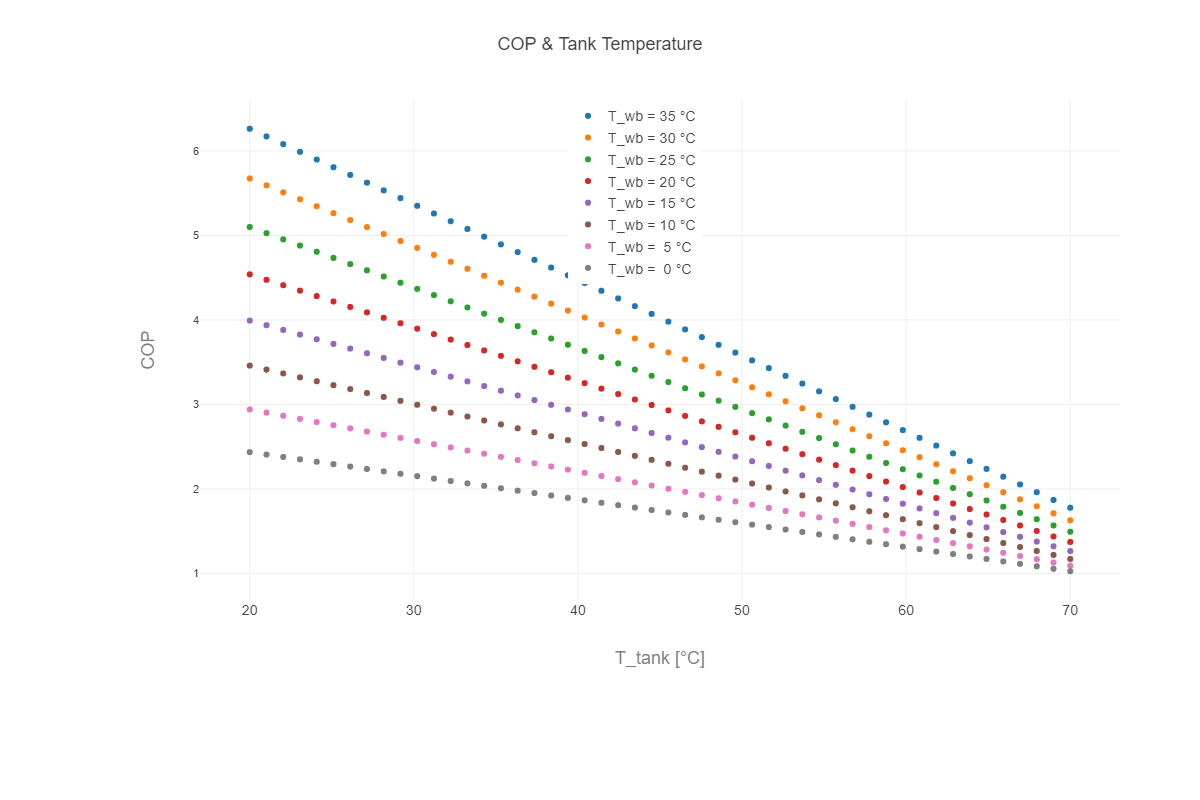 COP & Tank Temperature
T_wb = 35 °C
T_wb = 30 °C
T_wb = 25 °C
T_wb = 20 °C
T_wb = 15 °C
T_wb = 10 °C
T_wb =  5 °C
T_wb =  0 °C
6
5
4
3
2
1
COP
20 30 40 50 60 70
T_tank [°C]